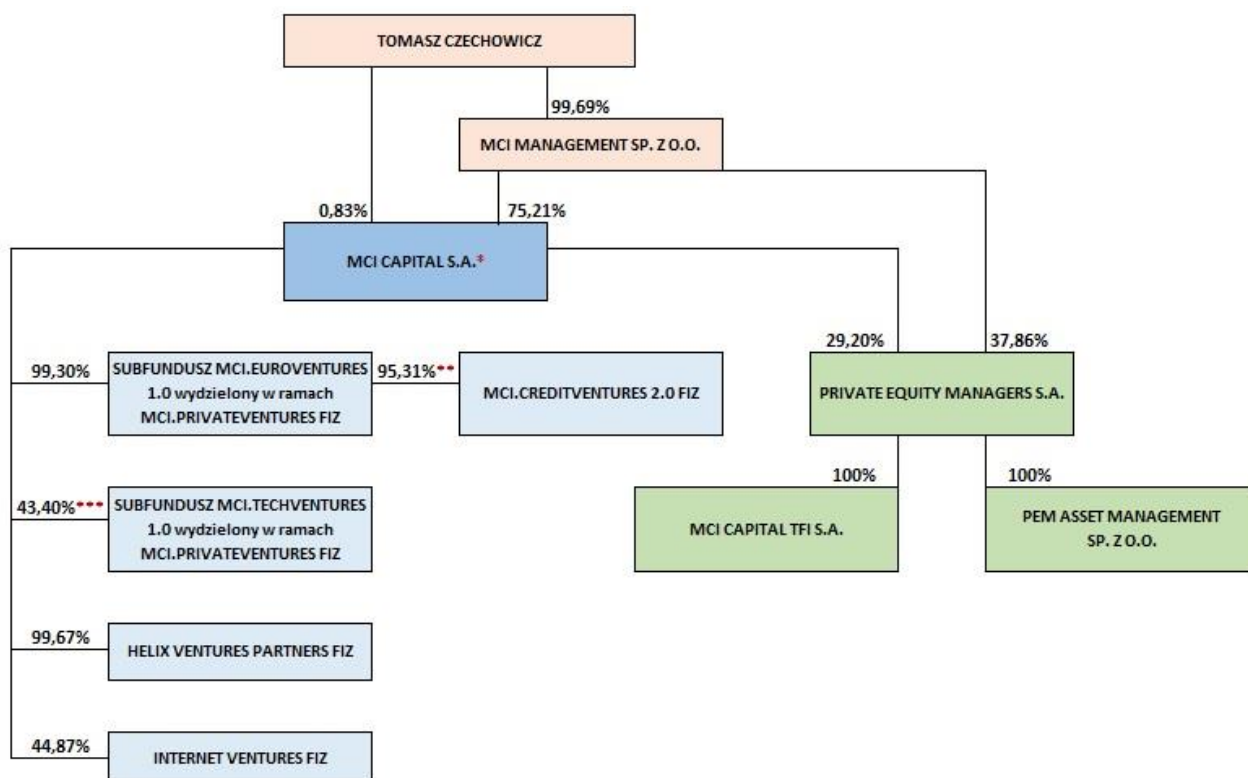 TOMASZ CZECHOWICZ
99,69%
MCI MANAGEMENT SP. Z O.O.
0,83%
75,21%
MCI CAPITAL S.A.*
29,20%
37,86%
99,30%
SUBFUNDUSZ MCI.EUROVENTURES
1.0 wydzielony w ramach
MCI.PRIVATEVENTURES FIZ
95,31%**
MCI.CREDITVENTURES 2.0 FIZ
PRIVATE EQUITY MANAGERS S.A.
100%
100%
43,40%***
SUBFUNDUSZ MCI.TECHVENTURES
1.0 wydzielony w ramach
MCI.PRIVATEVENTURES FIZ
MCI CAPITAL TFI S.A.
PEM ASSET MANAGEMENT
SP. Z O.O.
99,67%
HELIX VENTURES PARTNERS FIZ
44,87%
INTERNET VENTURES FIZ